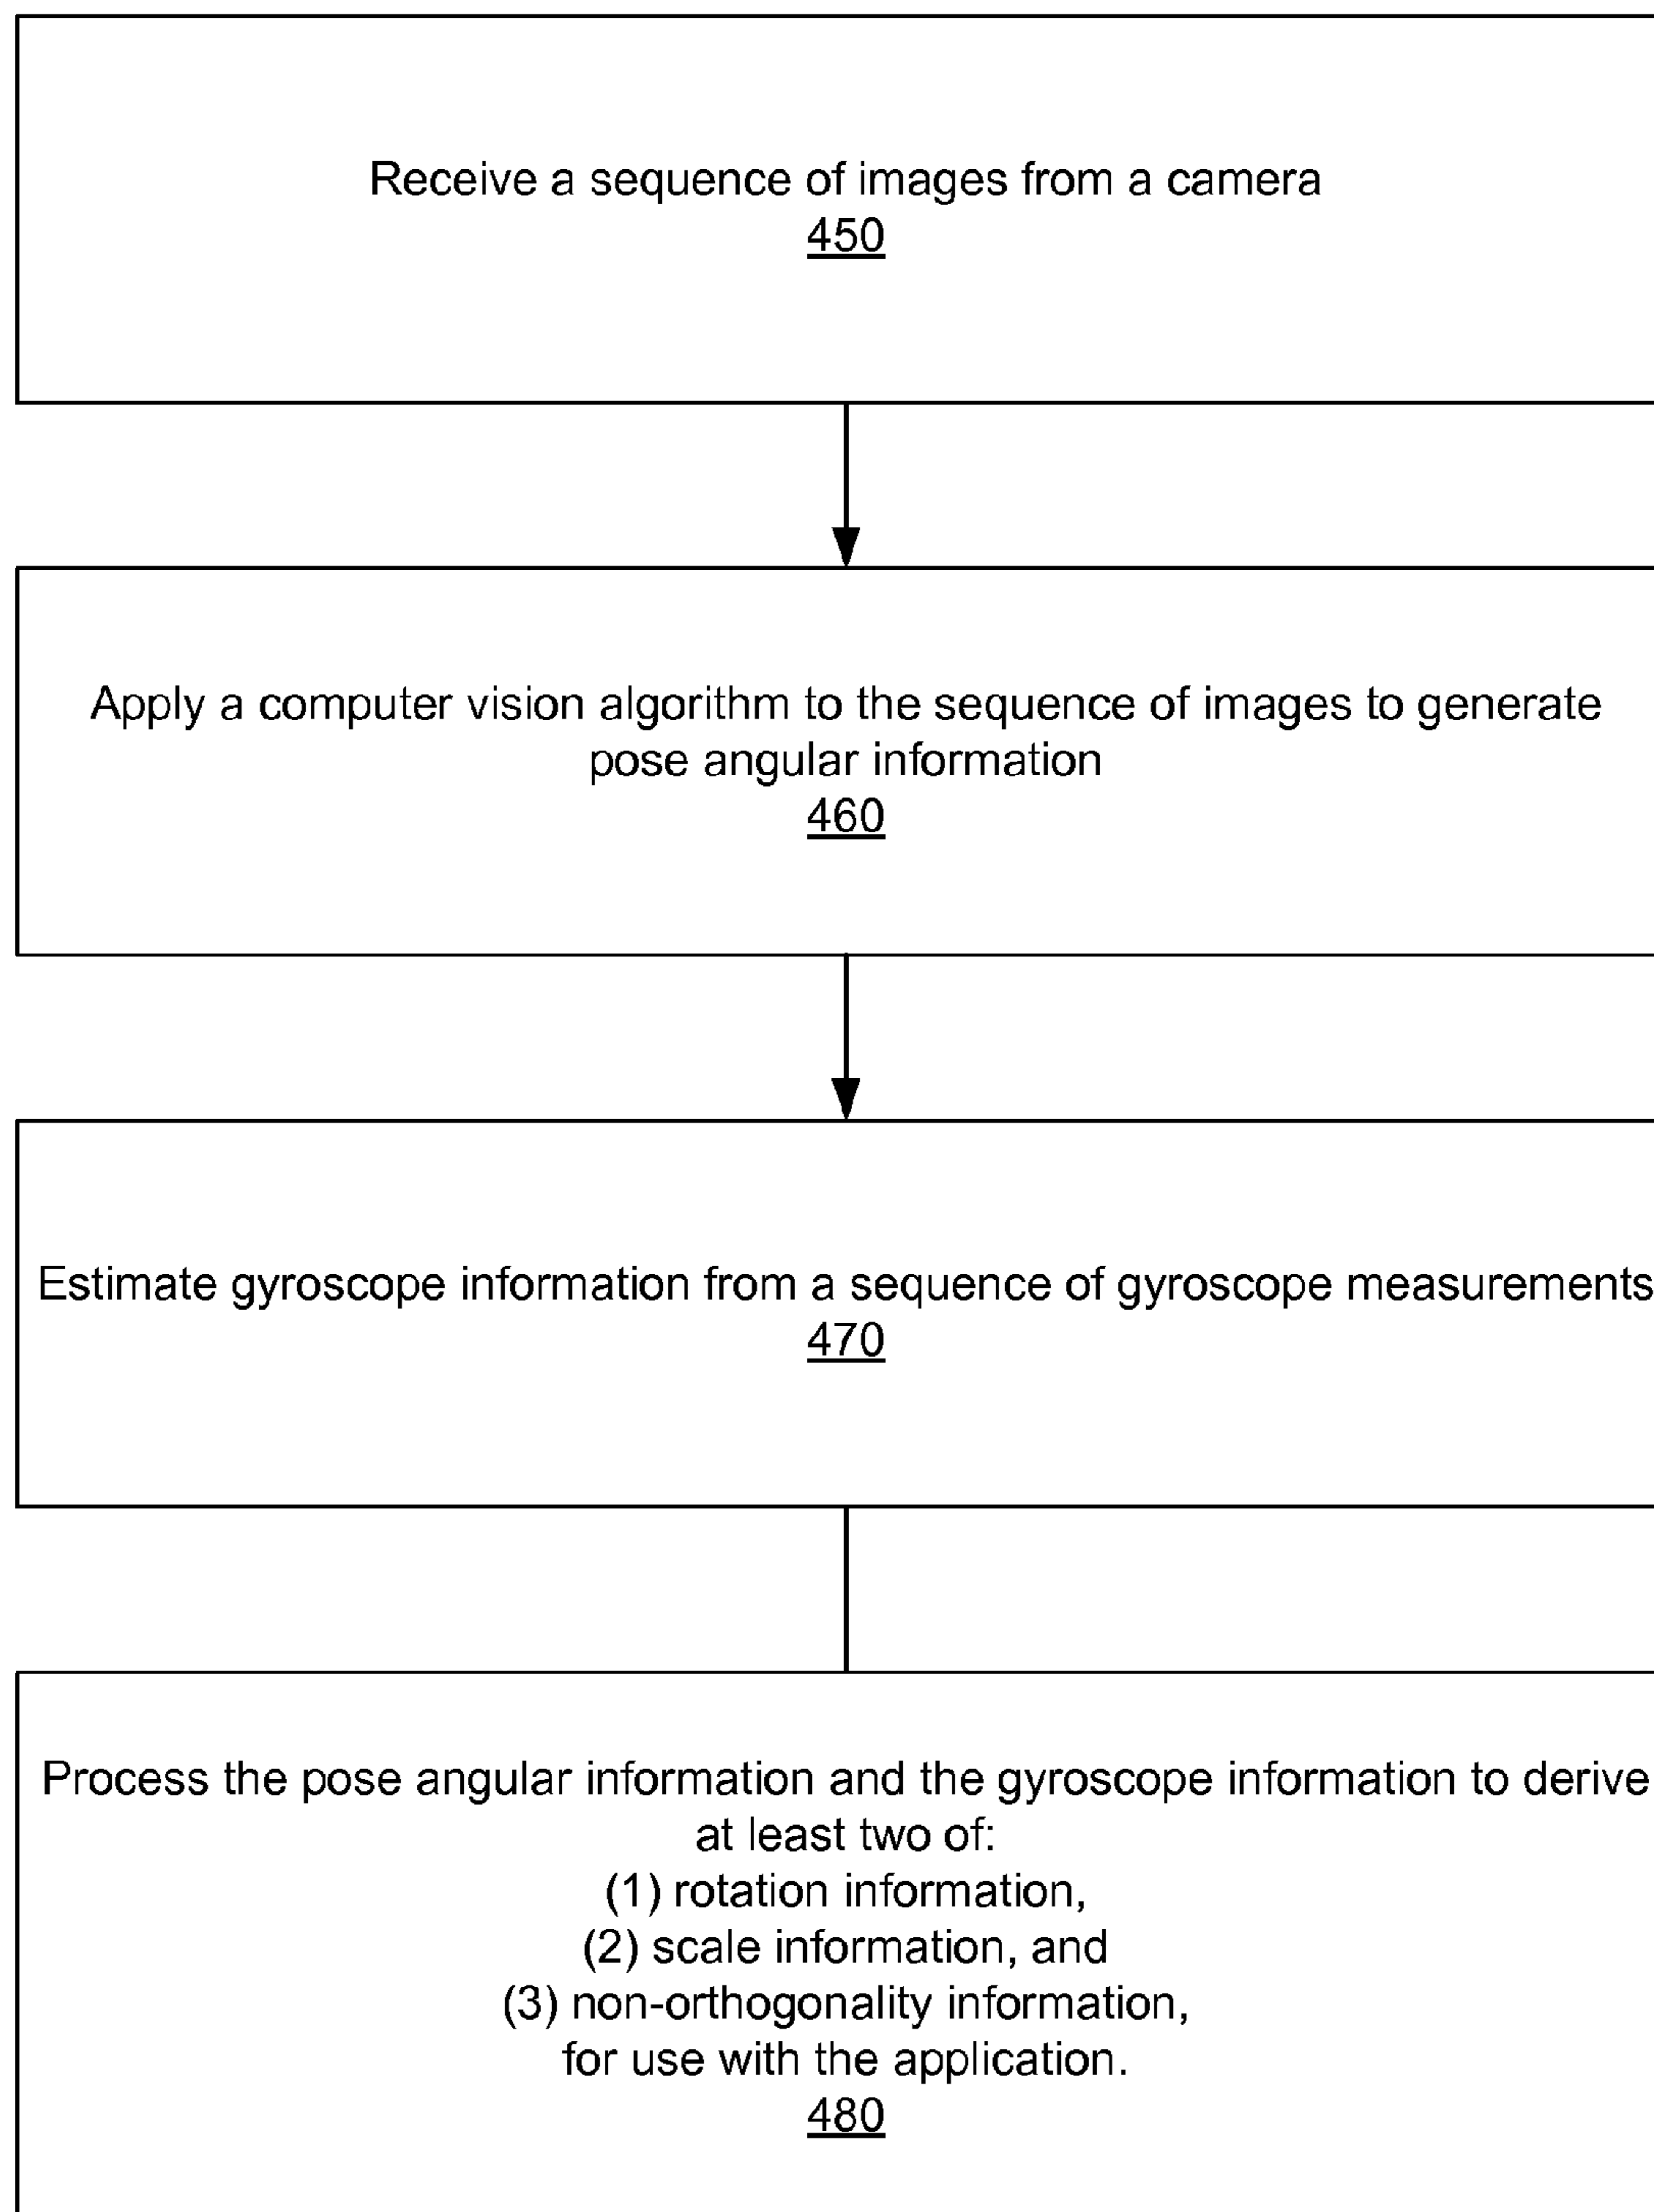 Receive a sequence of images from a camera
450
Apply a computer vision algorithm to the sequence of images to generate
pose angular information
460
Estimate gyroscope information from a sequence of gyroscope measurements
470
Process the pose angular information and the gyroscope information to derive
at least two of:
(1) rotation information,
(2) scale information, and
(3) non-orthogonality information,
for use with the application.
480